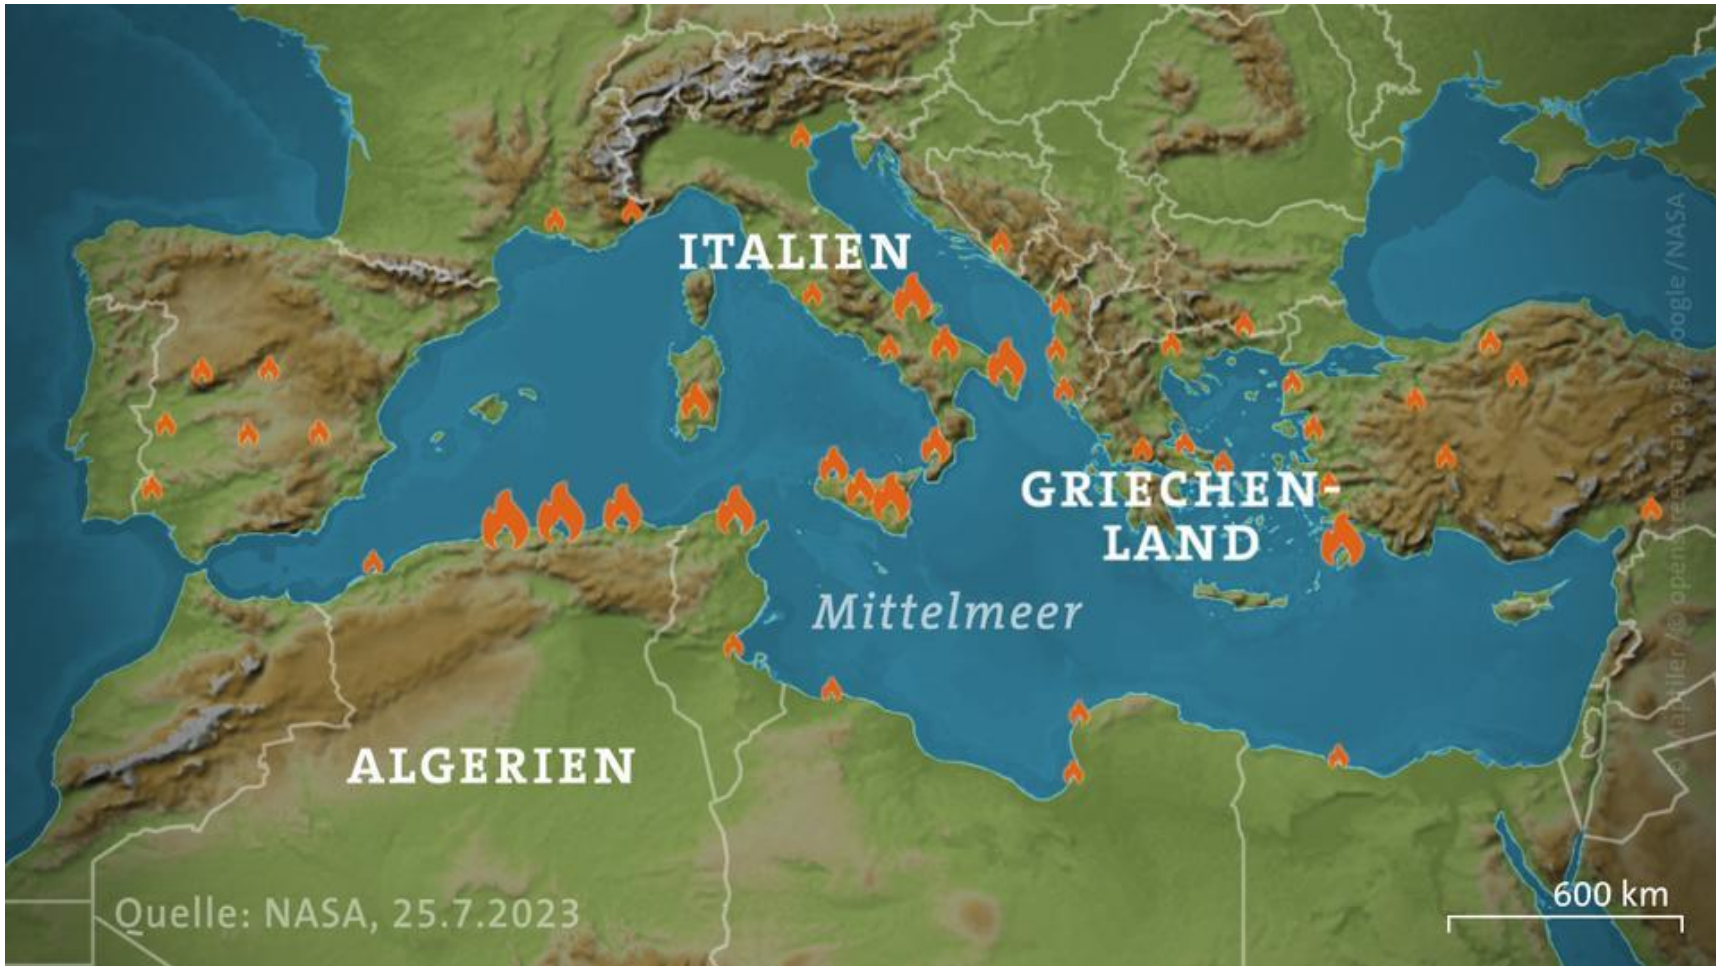 ITALIEN
GRIECHEN-
LAND
Mittelmeer
ALGERIEN
600 km
Quelle: NASA, 25.7.2023